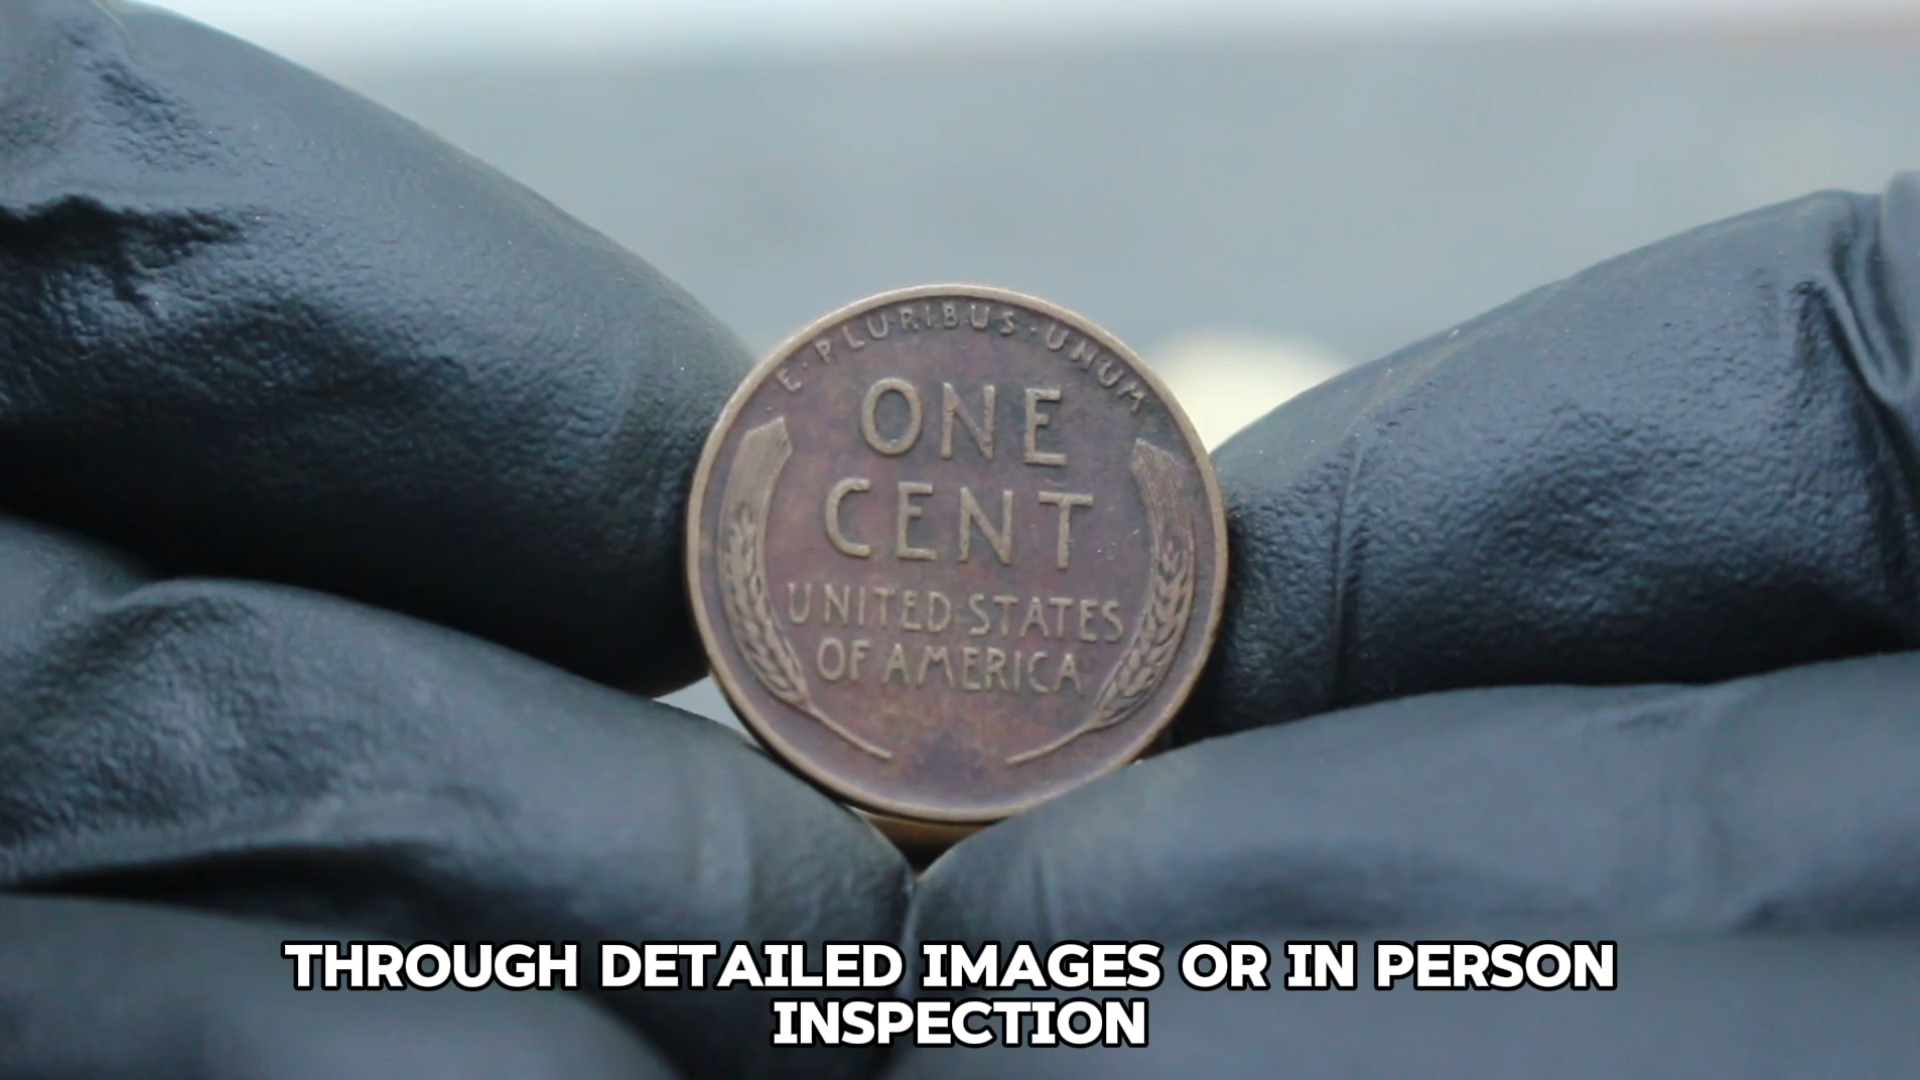 E·PLURIBUS·UNUM
ONE
CENT
UNITED·STATES
OF AMERICA
THROUGH DETAILED IMAGES OR IN PERSON
INSPECTION